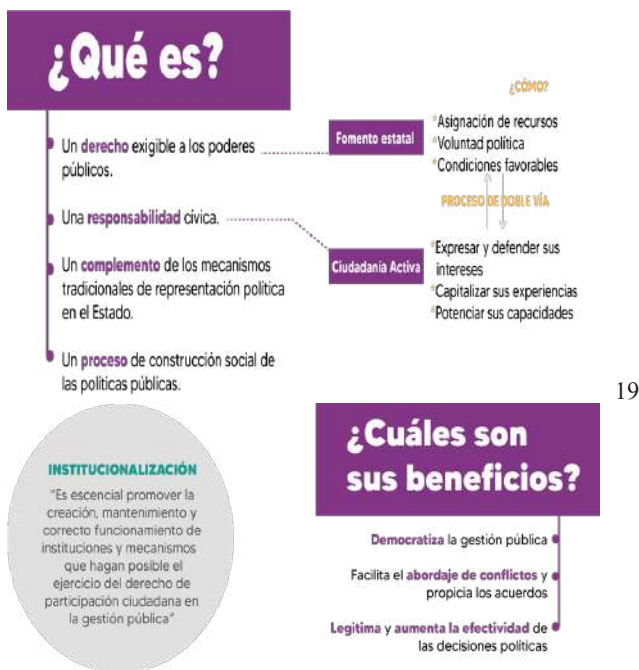 ¿Qué es?
Un derecho exigible a los poderes
públicos.
Una responsabilidad cívica.
Un complemento de los mecanismos
tradicionales de representación política
en el Estado.
Un proceso de construcción social de
las políticas públicas.
¿CÓMO?
Fomento estatal
*Asignación de recursos
*Voluntad política
*Condiciones favorables
PROCESO DE DOBLE VÍA
Ciudadanía Activa
*Expresar y defender sus
intereses
*Capitalizar sus experiencias
*Potenciar sus capacidades
19
INSTITUCIONALIZACIÓN
"Es escencial promover la
creación, mantenimiento y
correcto funcionamiento de
instituciones y mecanismos
que hagan posible el
ejercicio del derecho de
participación ciudadana en
la gestión pública"
¿Cuáles son
sus beneficios?
Democratiza la gestión pública
Facilita el abordaje de conflictos y
propicia los acuerdos
Legitima y aumenta la efectividad de
las decisiones políticas